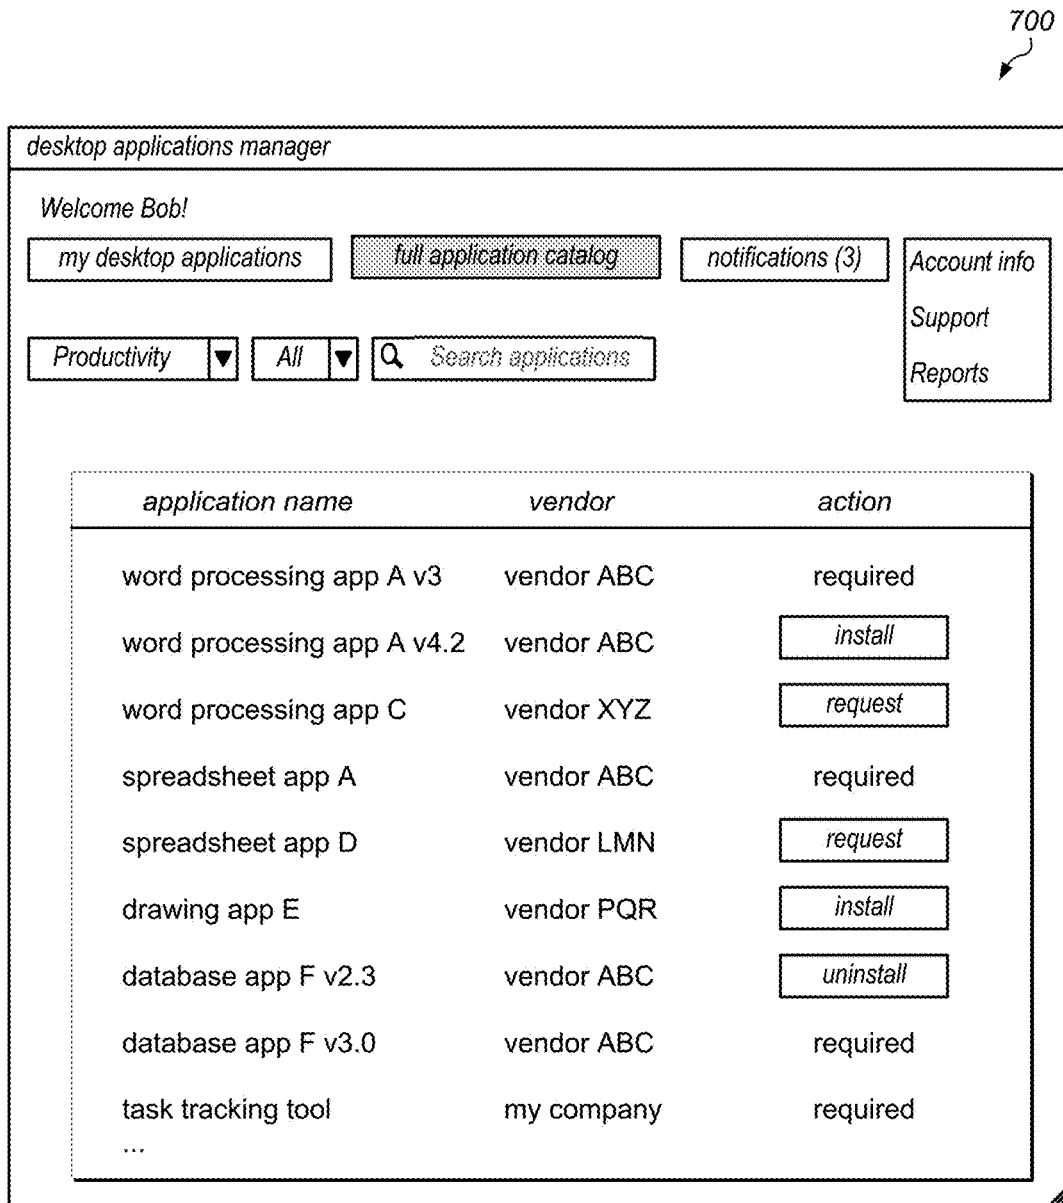 700
desktop applications manager
Welcome Bob!
my desktop applications full application catalog notifications (3) Account info
Support
Productivity All Search applications
Reports
application name vendor action
word processing app A v3 vendor ABC required
word processing app A v4.2 vendor ABC install
word processing app C vendor XYZ request
spreadsheet app A vendor ABC required
spreadsheet app D vendor LMN request
drawing app E vendor PQR install
database app F v2.3 vendor ABC uninstall
database app F v3.0 vendor ABC required
task tracking tool my company required
...